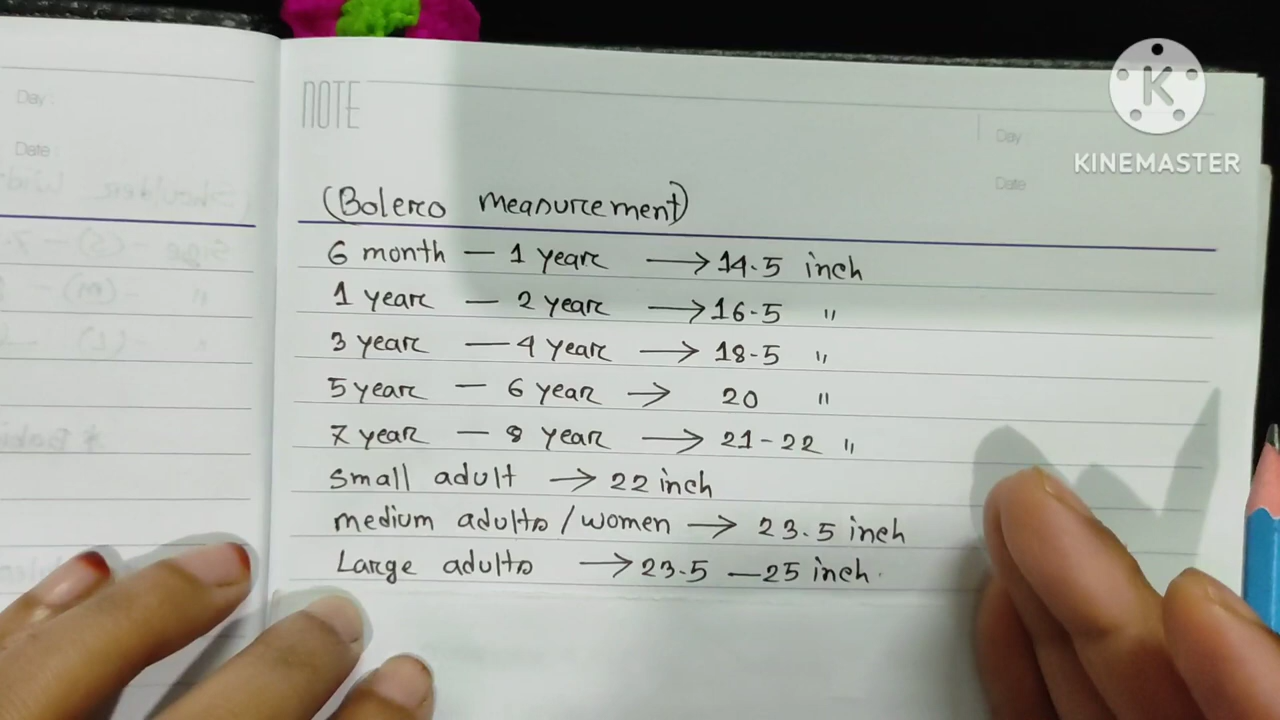 Day:
Date:
NOTE
Day
Date
KINEMASTER
(Bolero measurement)
6 month — 1 year → 14.5 inch
1 year — 2 year → 16.5 "
3 year — 4 year → 18.5 "
5 year — 6 year → 20 "
7 year — 8 year → 21-22 "
small adult → 22 inch
medium adults / women → 23.5 inch
Large adults → 23.5 — 25 inch.